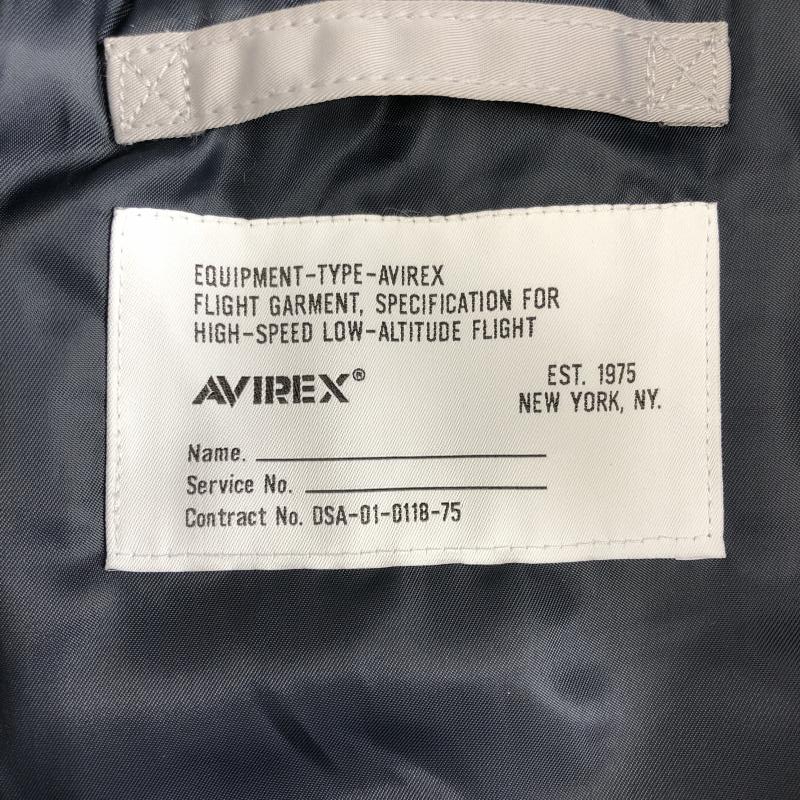 EQUIPMENT-TYPE-AVIREX
FLIGHT GARMENT, SPECIFICATION FOR
HIGH-SPEED LOW-ALTITUDE FLIGHT
AVIREX®
EST. 1975
NEW YORK, NY.
Name.
Service No.
Contract No. DSA-01-0118-75